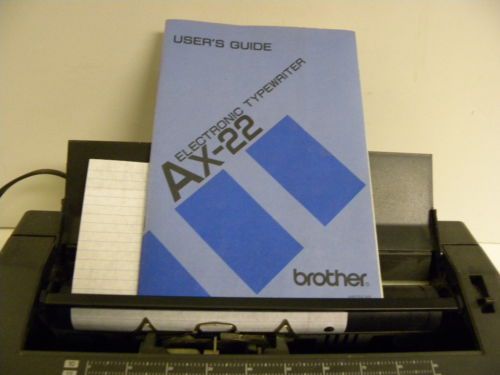 USER'S GUIDE
ELECTRONIC TYPEWRITER
AX-22
brother